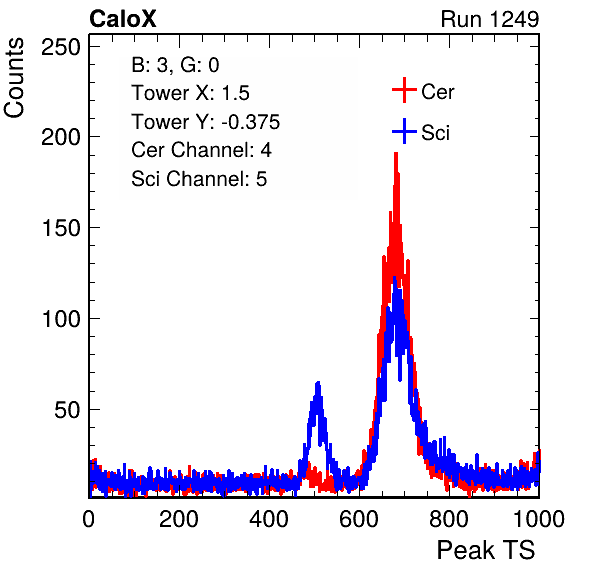 CaloX Run 1249
B: 3, G: 0
Tower X: 1.5
Tower Y: -0.375
Cer Channel: 4
Sci Channel: 5
Cer
Sci
Counts
250
200
150
100
50
0 200 400 600 800 1000
Peak TS